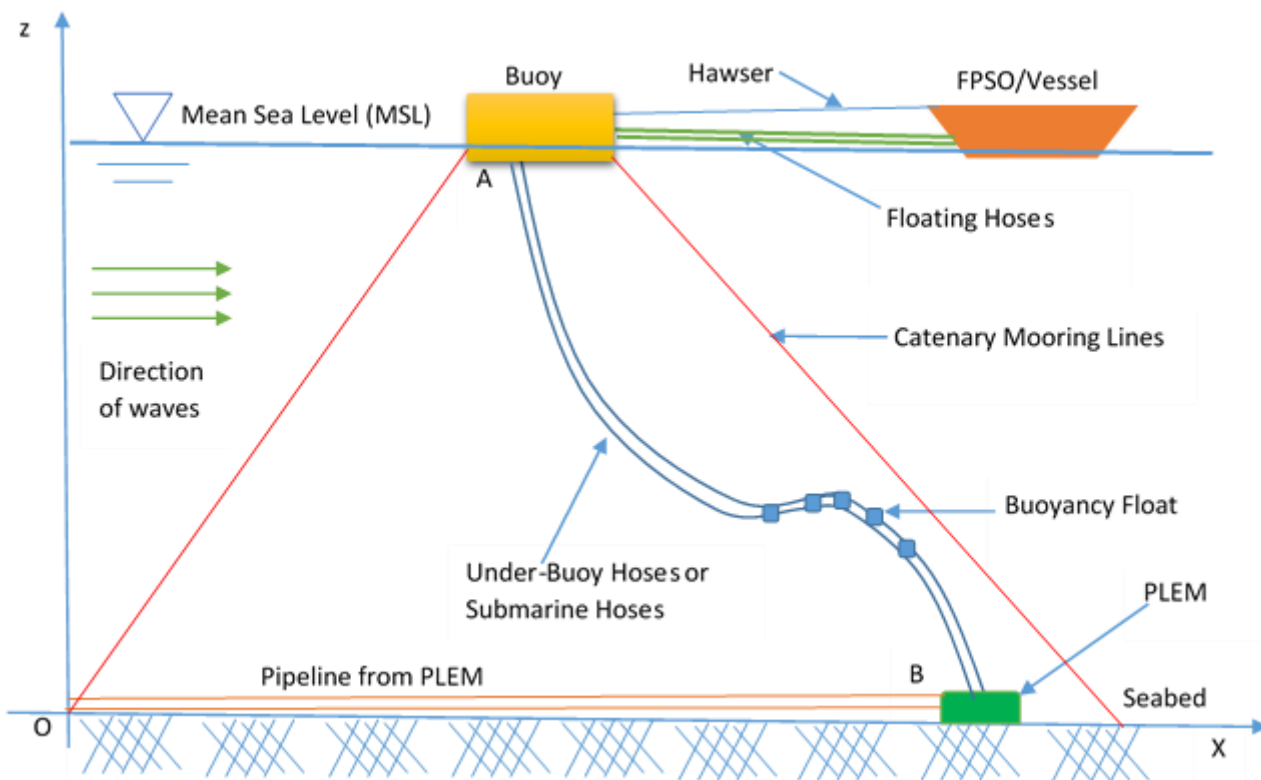 z
Buoy
Hawser
FPSO/Vessel
Mean Sea Level (MSL)
A
Floating Hoses
Direction
of waves
Catenary Mooring Lines
Buoyancy Float
Under-Buoy Hoses or
Submarine Hoses
PLEM
Pipeline from PLEM
B
Seabed
O
X